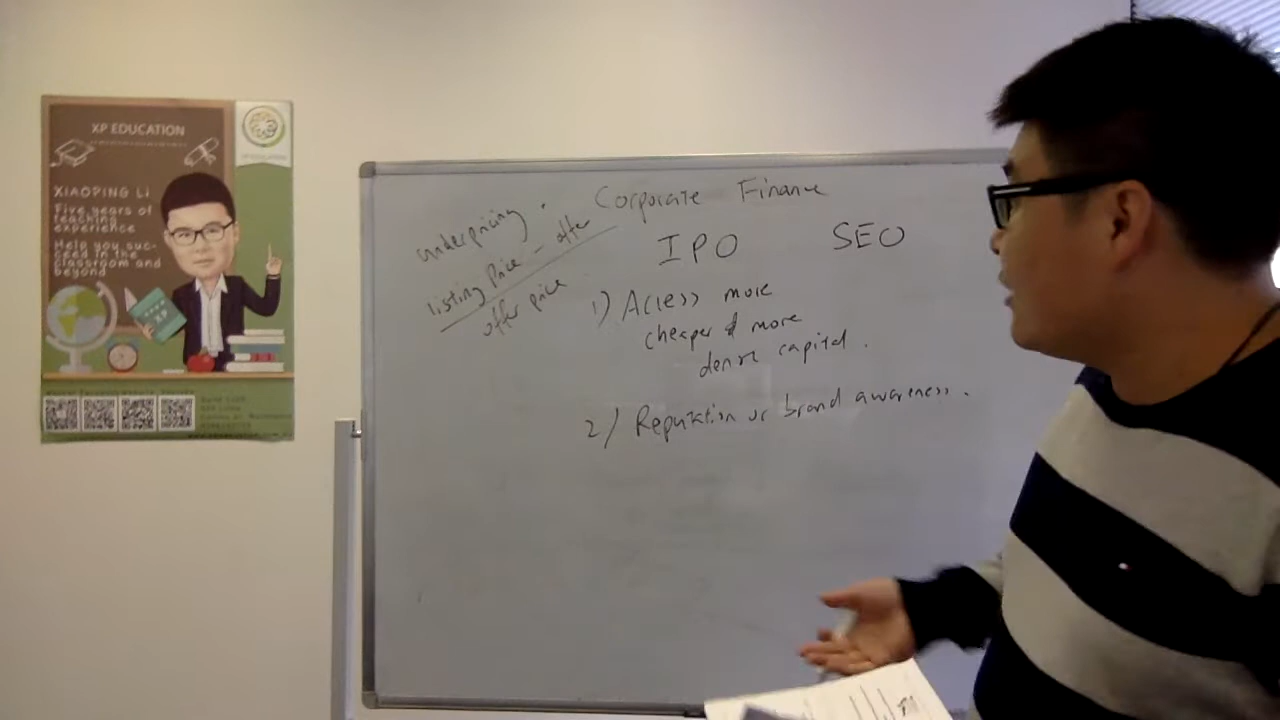 XP EDUCATION
XIAOPING Li
Five years of
teaching
experience
Help you suc-
ceed in the
classroom and
beyond
Corporate Finance
underpricing.
listing Price - offer
offer price
IPO SEO
1) Access more
cheaper & more
dense capital.
2) Reputation or brand awareness.